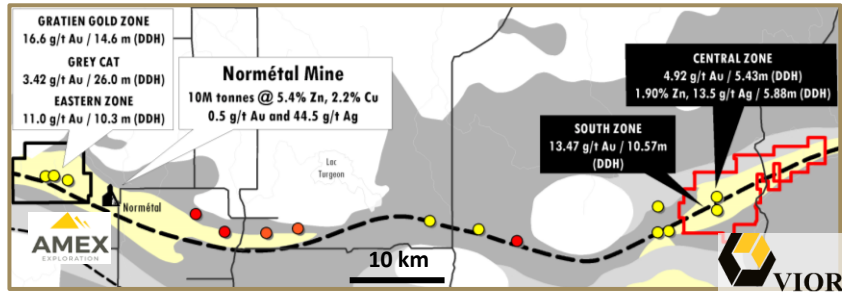 GRATIEN GOLD ZONE
16.6 g/t Au / 14.6 m (DDH)
GREY CAT
3.42 g/t Au / 26.0 m (DDH)
EASTERN ZONE
11.0 g/t Au / 10.3 m (DDH)
Normétal Mine
10M tonnes @ 5.4% Zn, 2.2% Cu
0.5 g/t Au and 44.5 g/t Ag
CENTRAL ZONE
4.92 g/t Au / 5.43m (DDH)
1.90% Zn, 13.5 g/t Ag / 5.88m (DDH)
SOUTH ZONE
13.47 g/t Au / 10.57m
(DDH)
Lac
Turgeon
Normétal
AMEX
EXPLORATION
10 km
VIOR